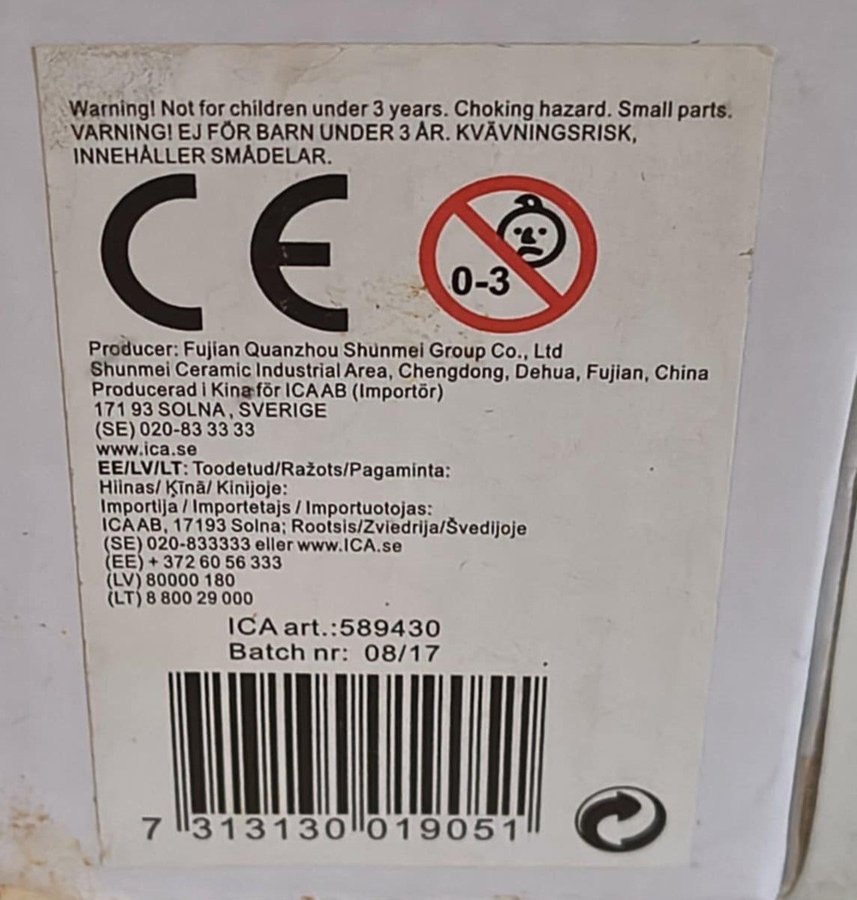 Warning! Not for children under 3 years. Choking hazard. Small parts.
VARNING! EJ FÖR BARN UNDER 3 ÅR. KVÄVNINGSRISK,
INNEHÅLLER SMÅDELAR.
CE
0-3
Producer: Fujian Quanzhou Shunmei Group Co., Ltd
Shunmei Ceramic Industrial Area, Chengdong, Dehua, Fujian, China
Producerad i Kina för ICA AB (Importör)
171 93 SOLNA, SVERIGE
(SE) 020-83 33 33
www.ica.se
EE/LV/LT: Toodetud/Ražots/Pagaminta:
Hiinas/ Ķīnā/ Kinijoje:
Importija / Importetajs / Importuotojas:
ICA AB, 17193 Solna; Rootsis/Zviedrija/Švedijoje
(SE) 020-833333 eller www.ICA.se
(EE) + 372 60 56 333
(LV) 80000 180
(LT) 8 800 29 000
ICA art.:589430
Batch nr: 08/17
7 313130 019051